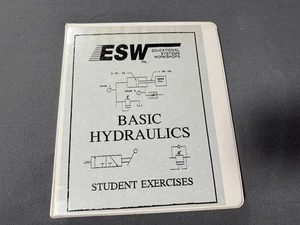 ESW
INC.
EDUCATIONAL
SYSTEMS
WORKSHOPS
BASIC
HYDRAULICS
STUDENT EXERCISES